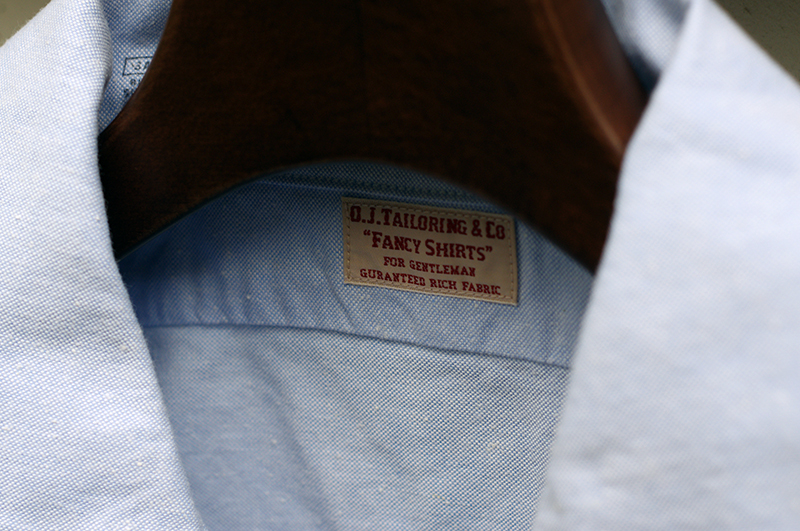 O.J.TAILORING & CO
"FANCY SHIRTS"
FOR GENTLEMAN
GURANTEED RICH FABRIC